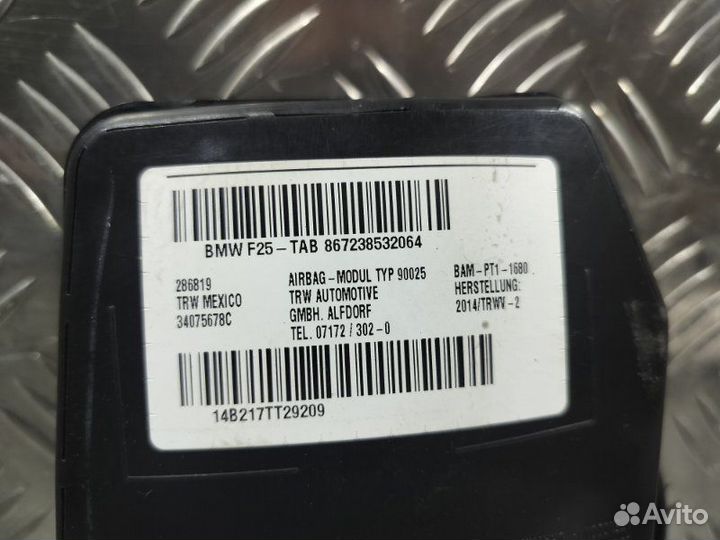 BMW F25-TAB 867238532064
286819
TRW MEXICO
34075678C
AIRBAG-MODUL TYP 90025
TRW AUTOMOTIVE
GMBH. ALFDORF
TEL. 07172 / 302-0
BAM-PT1-1680
HERSTELLUNG:
2014/TRWV-2
14B217TT29209
Avito